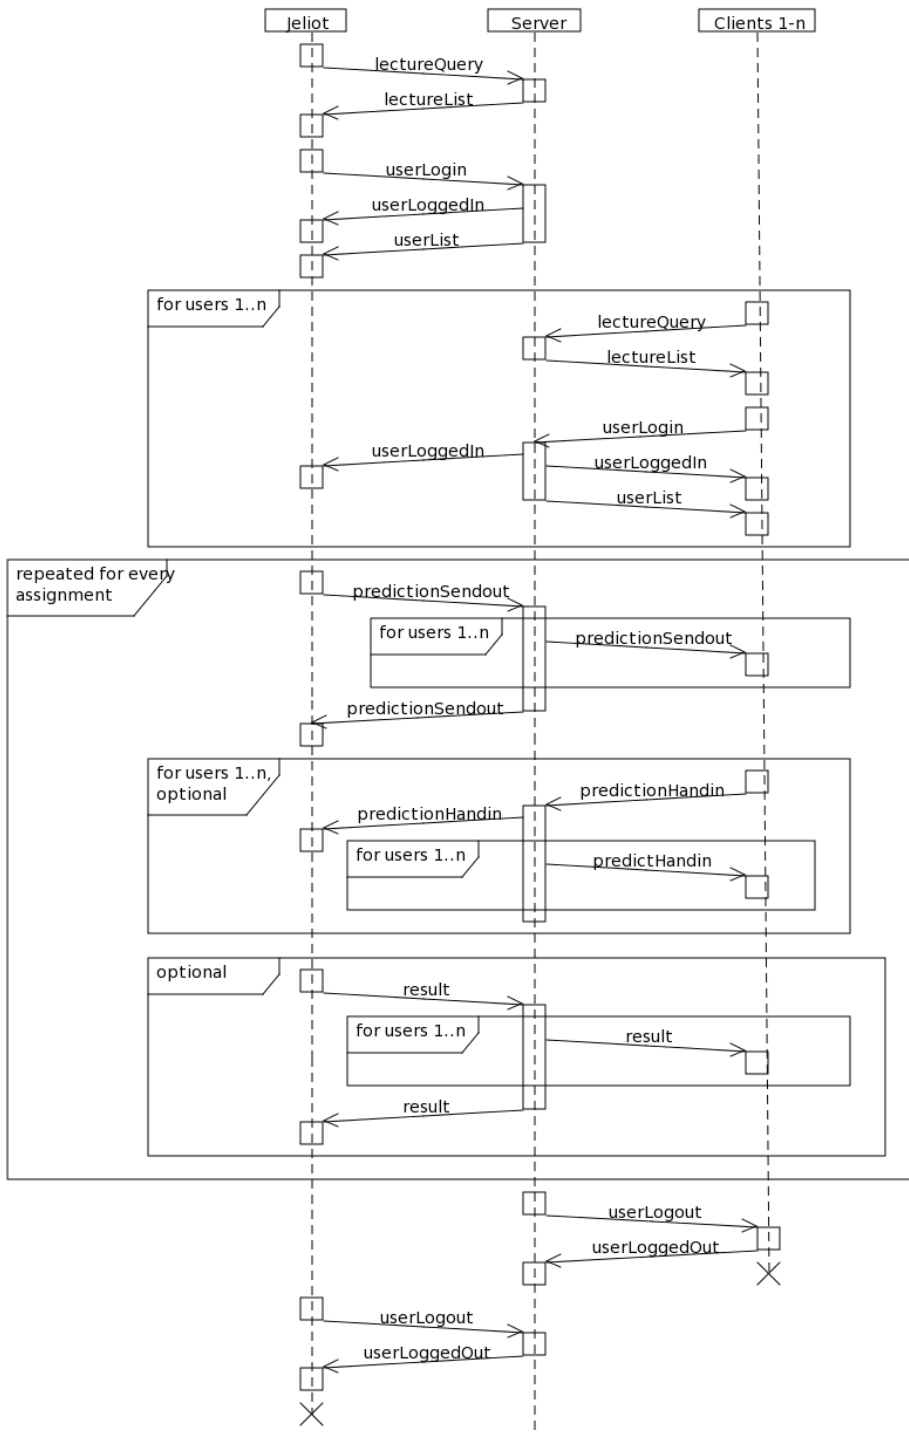 Jeliot
Server
Clients 1-n
lectureQuery
lectureList
userLogin
userLoggedIn
userList
for users 1..n
lectureQuery
lectureList
userLogin
userLoggedIn
userLoggedIn
userList
repeated for every
assignment
predictionSendout
for users 1..n
predictionSendout
predictionSendout
for users 1..n,
optional
predictionHandin
predictionHandin
for users 1..n
predictHandin
optional
result
for users 1..n
result
result
userLogout
userLoggedOut
userLogout
userLoggedOut